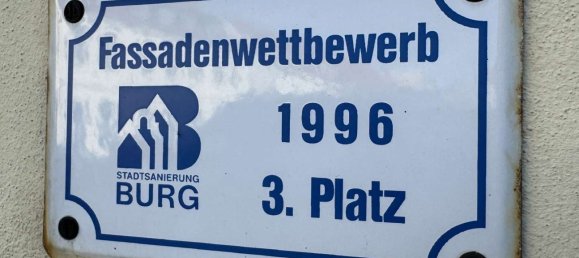 Fassadenwettbewerb
B
STADTSANIERUNG
BURG
1996
3. Platz